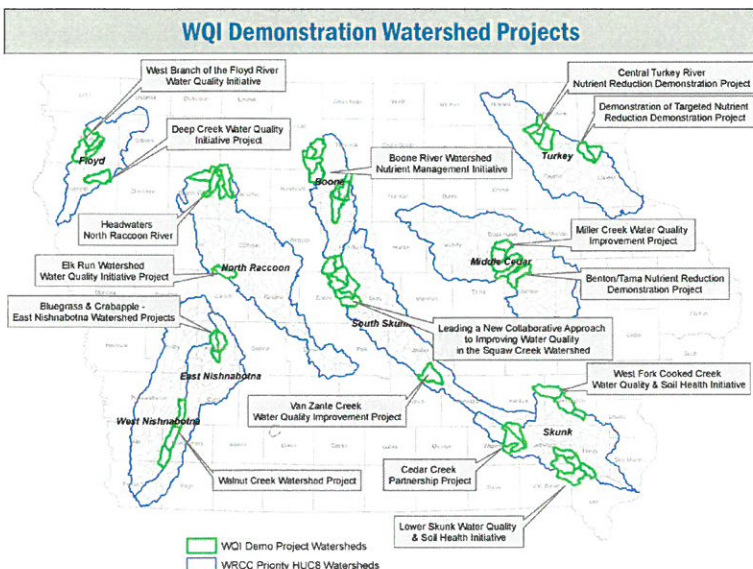 WQI Demonstration Watershed Projects
West Branch of the Floyd River
Water Quality Initiative
Deep Creek Water Quality
Initiative Project
Floyd
Headwaters
North Raccoon River
Elk Run Watershed
Water Quality Initiative Project
North Raccoon
Bluegrass & Crabapple -
East Nishnabotna Watershed Projects
East Nishnabotna
West Nishnabotna
Walnut Creek Watershed Project
Boone River Watershed
Nutrient Management Initiative
Boone
Central Turkey River
Nutrient Reduction Demonstration Project
Demonstration of Targeted Nutrient
Reduction Demonstration Project
Turkey
Miller Creek Water Quality
Improvement Project
Middle Cedar
Benton/Tama Nutrient Reduction
Demonstration Project
South Skunk
Leading a New Collaborative Approach
to Improving Water Quality
in the Squaw Creek Watershed
Van Zante Creek
Water Quality Improvement Project
West Fork Cooked Creek
Water Quality & Soil Health Initiative
Skunk
Cedar Creek
Partnership Project
Lower Skunk Water Quality
& Soil Health Initiative
WQI Demo Project Watersheds
WRCC Priority HUC8 Watersheds